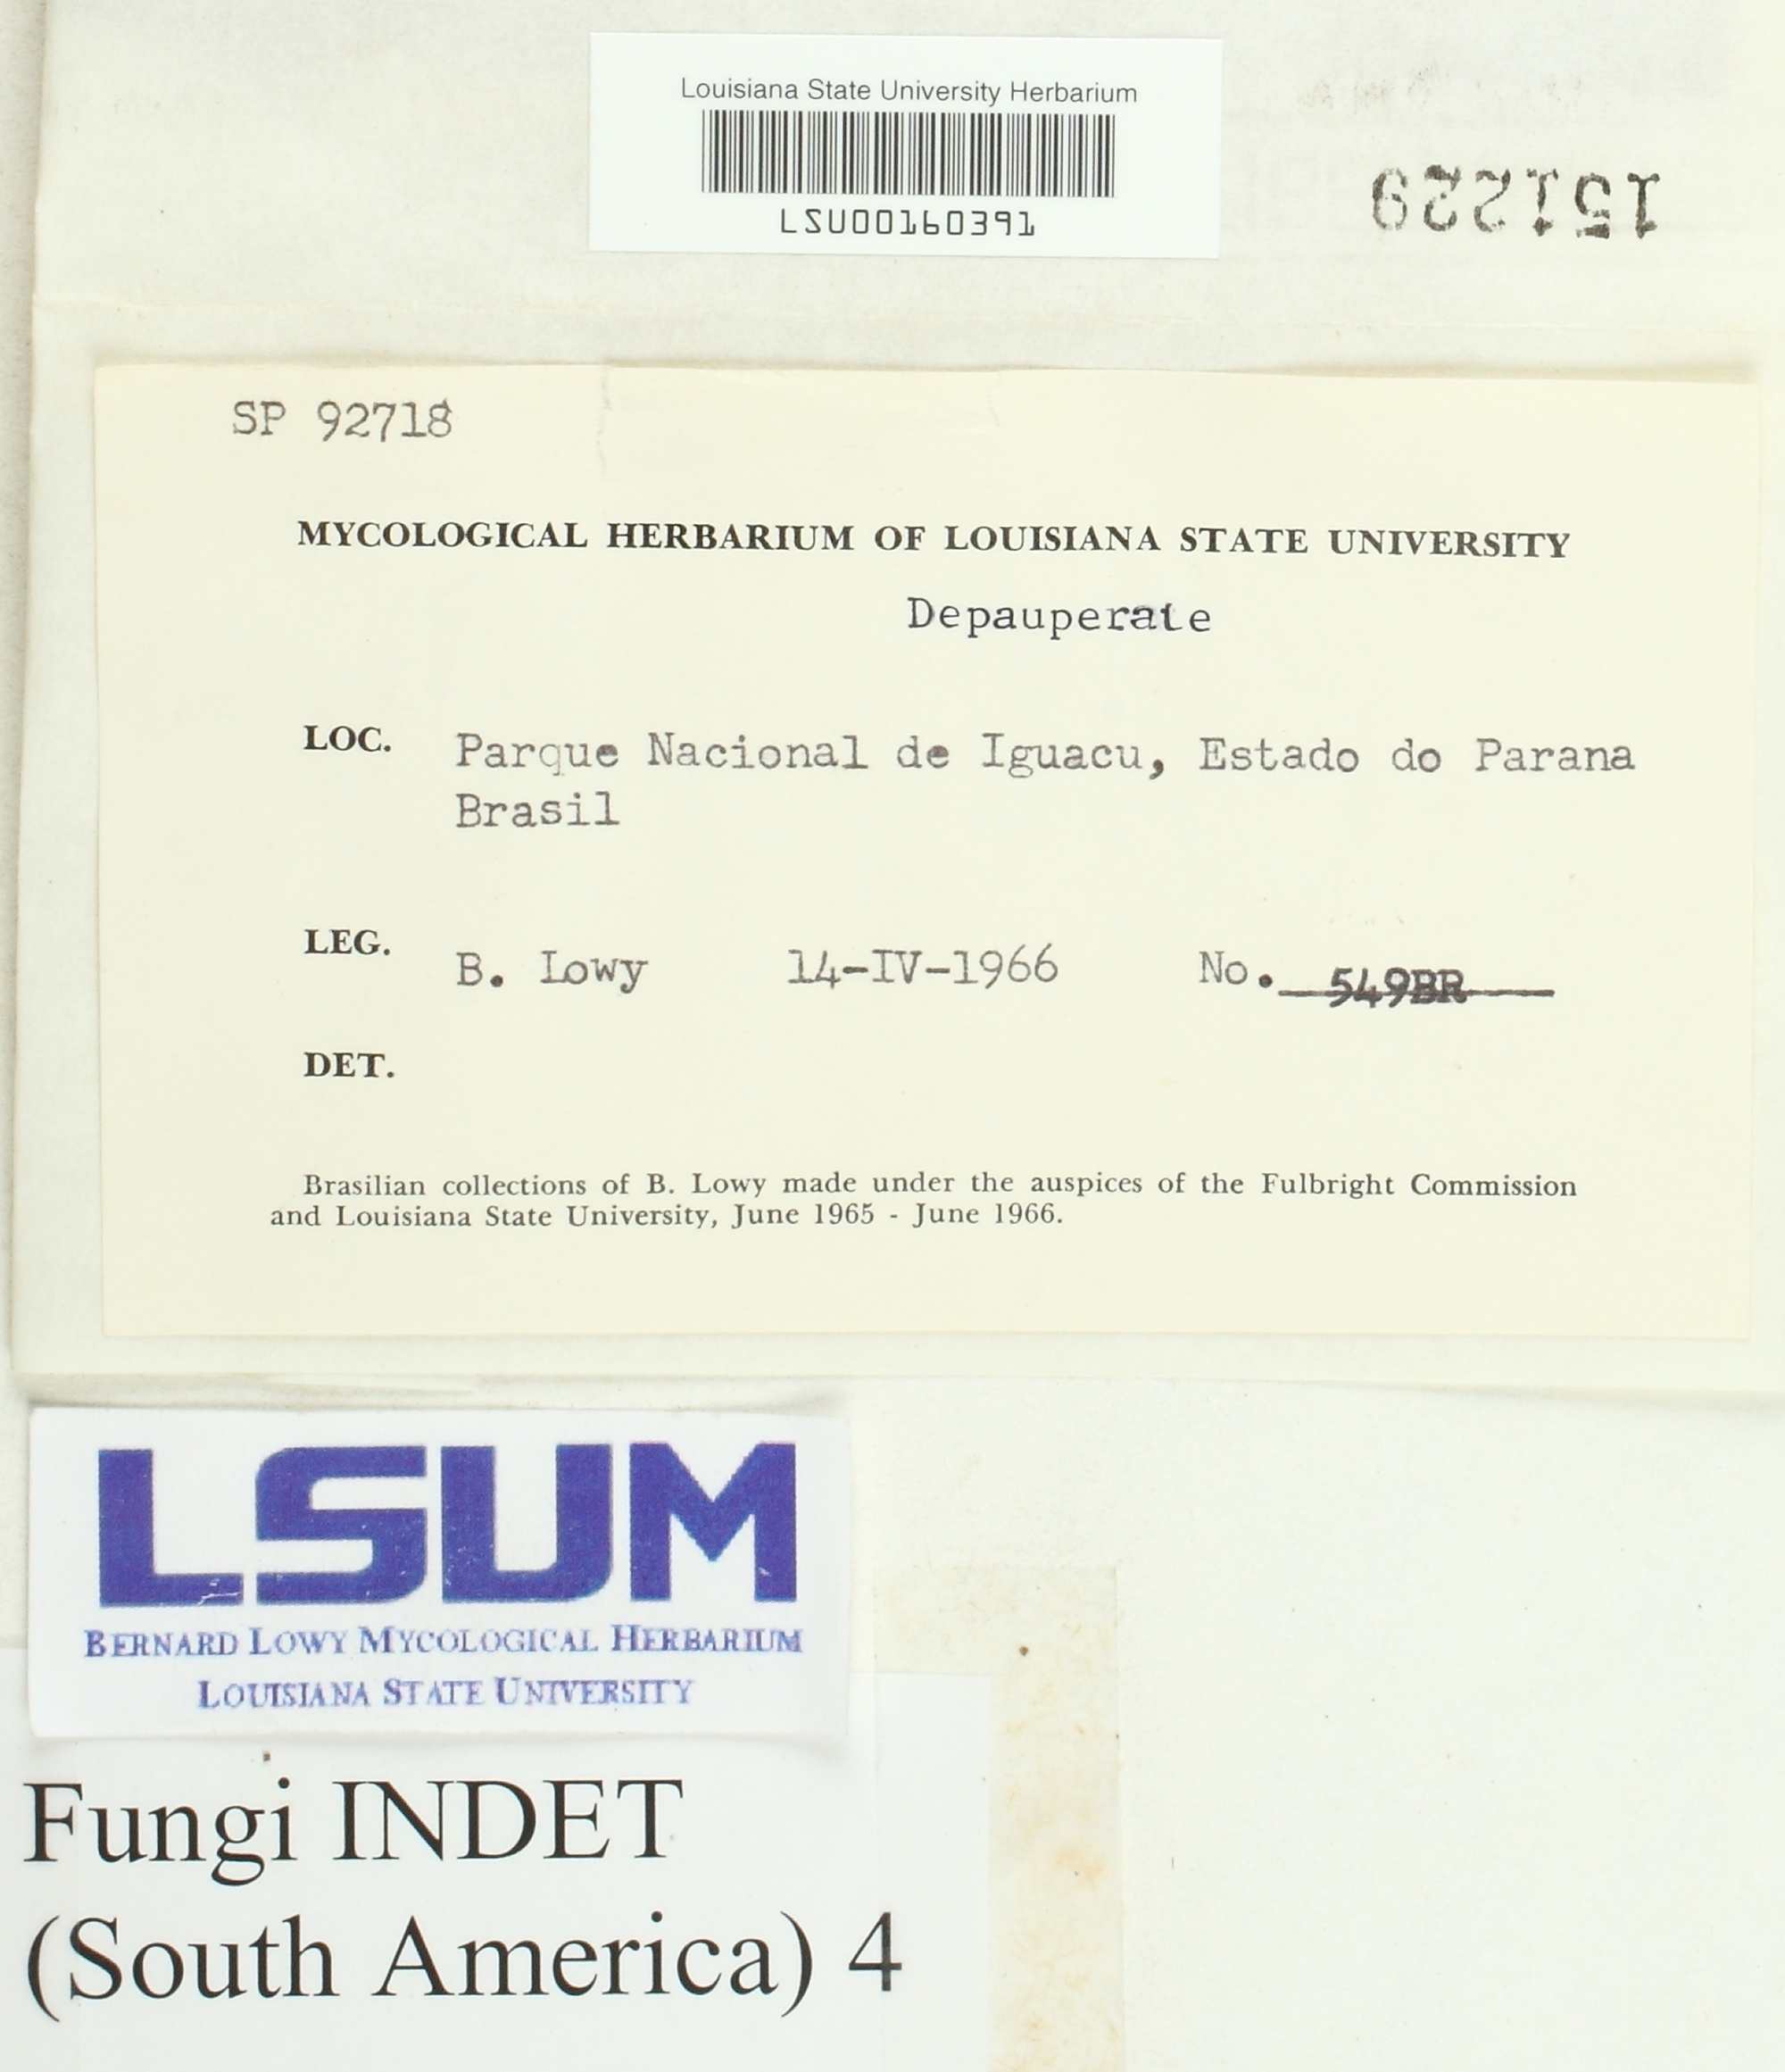 Louisiana State University Herbarium
LSU00160391
151229
SP 92718
MYCOLOGICAL HERBARIUM OF LOUISIANA STATE UNIVERSITY
Depauperate
LOC. Parque Nacional de Iguacu, Estado do Parana
Brasil
LEG. B. Lowy 14-IV-1966 No. 549BR
DET.
Brasilian collections of B. Lowy made under the auspices of the Fulbright Commission
and Louisiana State University, June 1965 - June 1966.
LSUM
BERNARD LOWY MYCOLOGICAL HERBARIUM
LOUISIANA STATE UNIVERSITY
Fungi INDET
(South America) 4